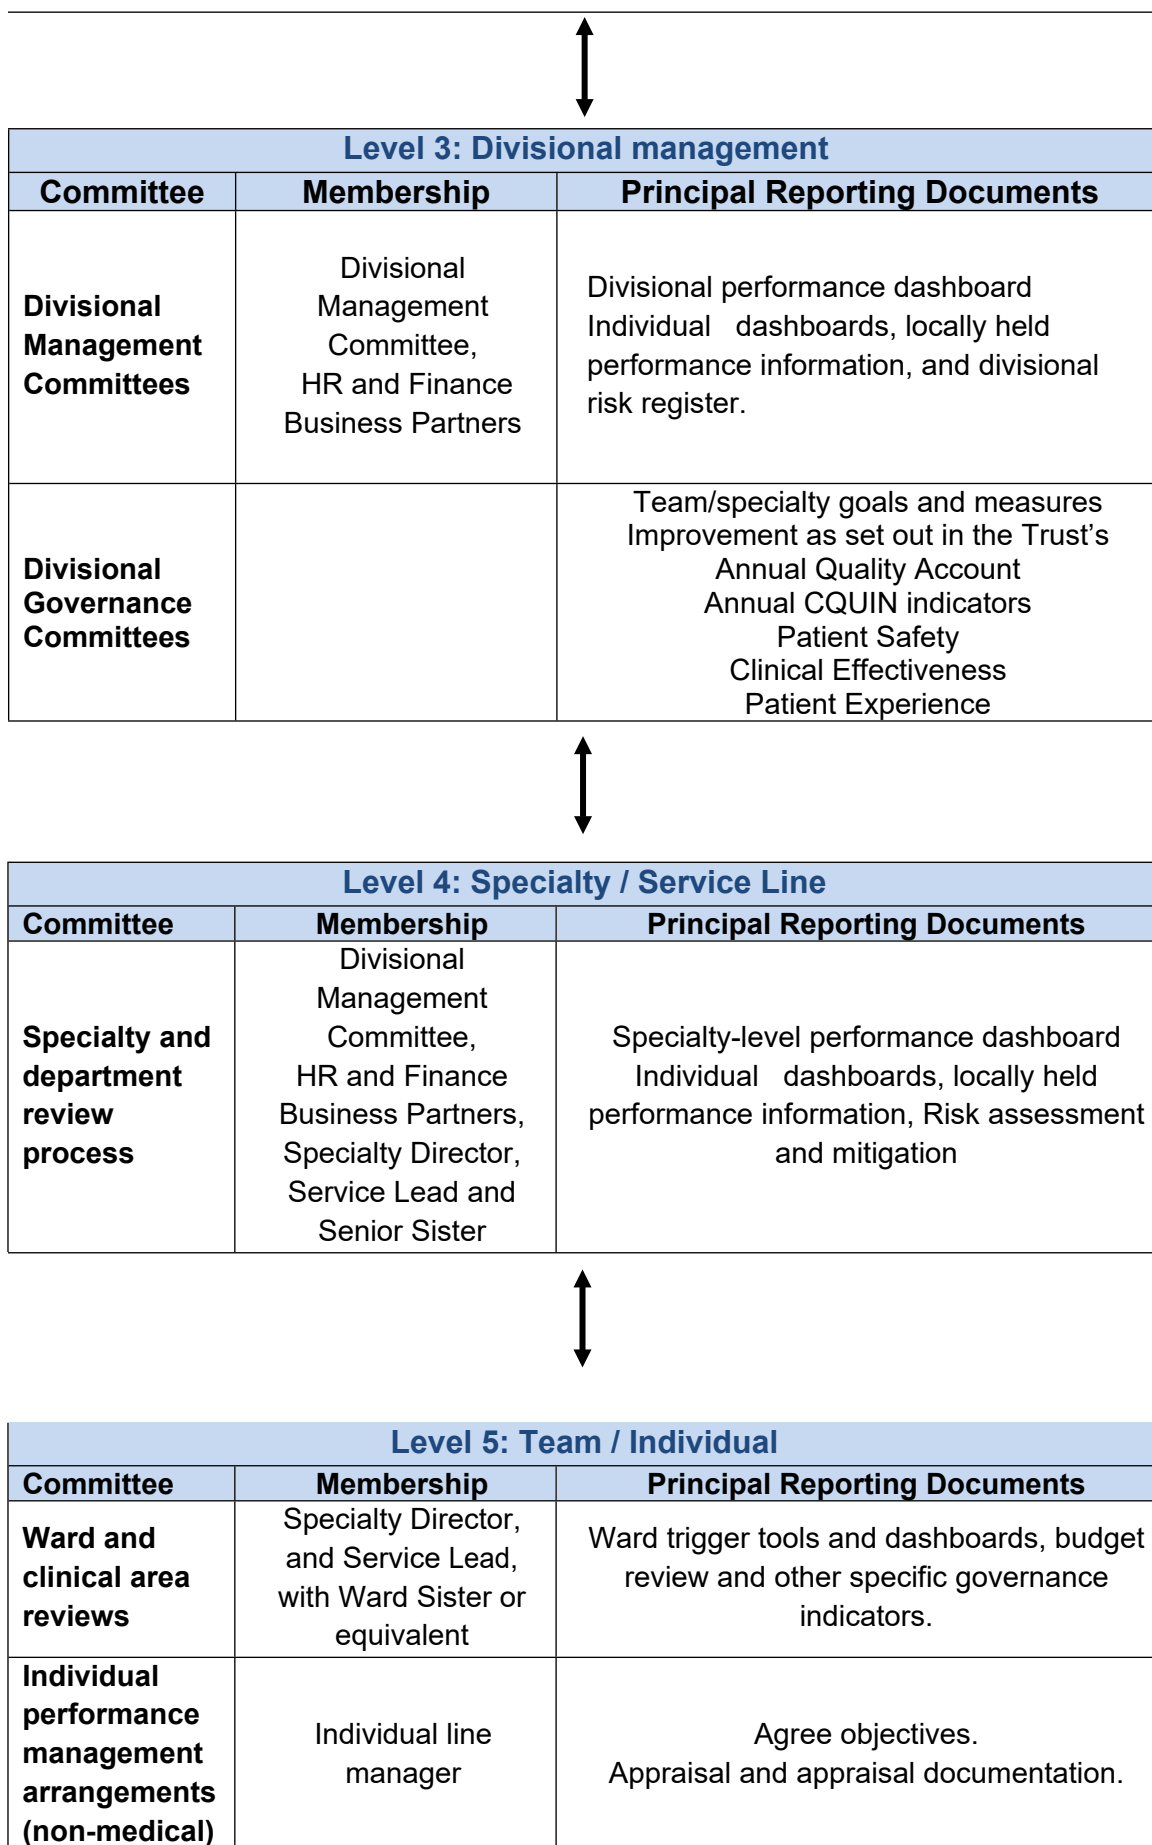 Level 3: Divisional management
Committee Membership Principal Reporting Documents
Divisional
Management
Committees
Divisional
Management
Committee,
HR and Finance
Business Partners
Divisional performance dashboard
Individual dashboards, locally held
performance information, and divisional
risk register.
Divisional
Governance
Committees
Team/specialty goals and measures
Improvement as set out in the Trust’s
Annual Quality Account
Annual CQUIN indicators
Patient Safety
Clinical Effectiveness
Patient Experience
Level 4: Specialty / Service Line
Committee Membership Principal Reporting Documents
Specialty and
department
review
process
Divisional
Management
Committee,
HR and Finance
Business Partners,
Specialty Director,
Service Lead and
Senior Sister
Specialty-level performance dashboard
Individual dashboards, locally held
performance information, Risk assessment
and mitigation
Level 5: Team / Individual
Committee Membership Principal Reporting Documents
Ward and
clinical area
reviews
Specialty Director,
and Service Lead,
with Ward Sister or
equivalent
Ward trigger tools and dashboards, budget
review and other specific governance
indicators.
Individual
performance
management
arrangements
(non-medical)
Individual line
manager
Agree objectives.
Appraisal and appraisal documentation.